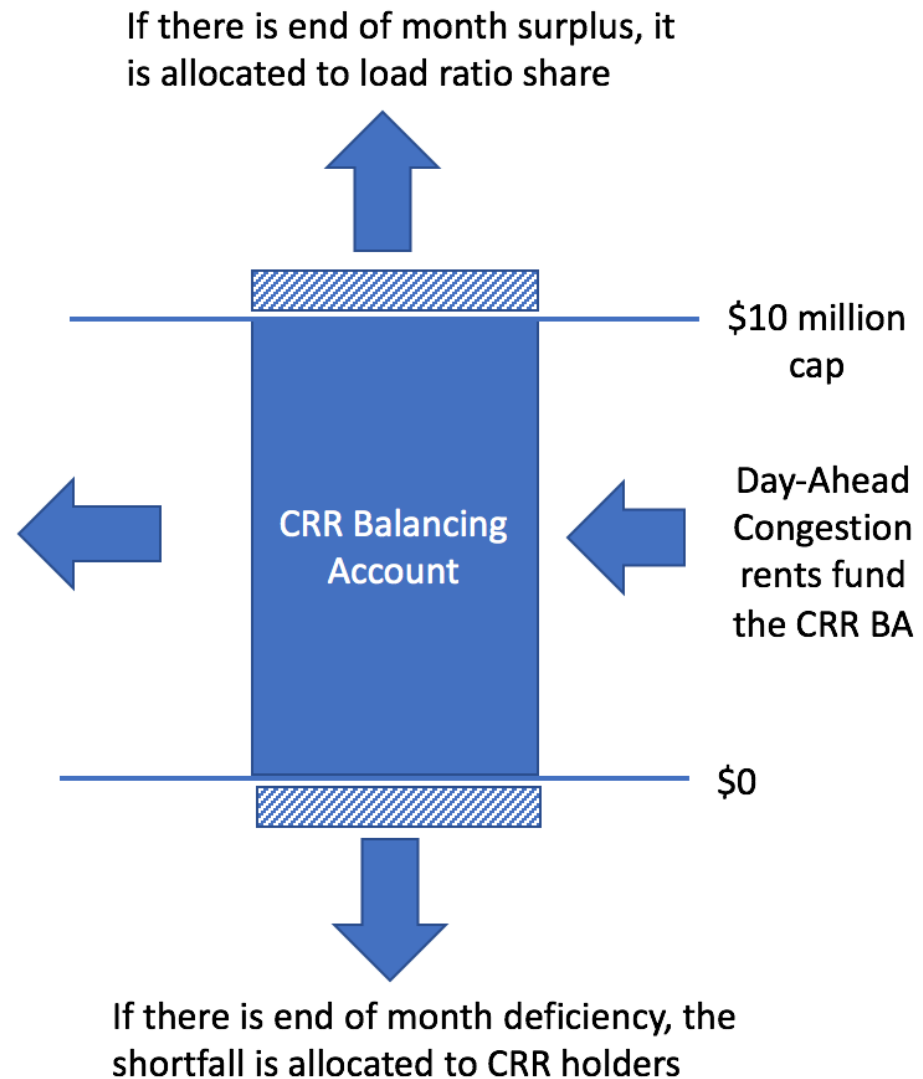 If there is end of month surplus, it
is allocated to load ratio share
$10 million
cap
CRR Balancing
Account
Day-Ahead
Congestion
rents fund
the CRR BA
$0
If there is end of month deficiency, the
shortfall is allocated to CRR holders